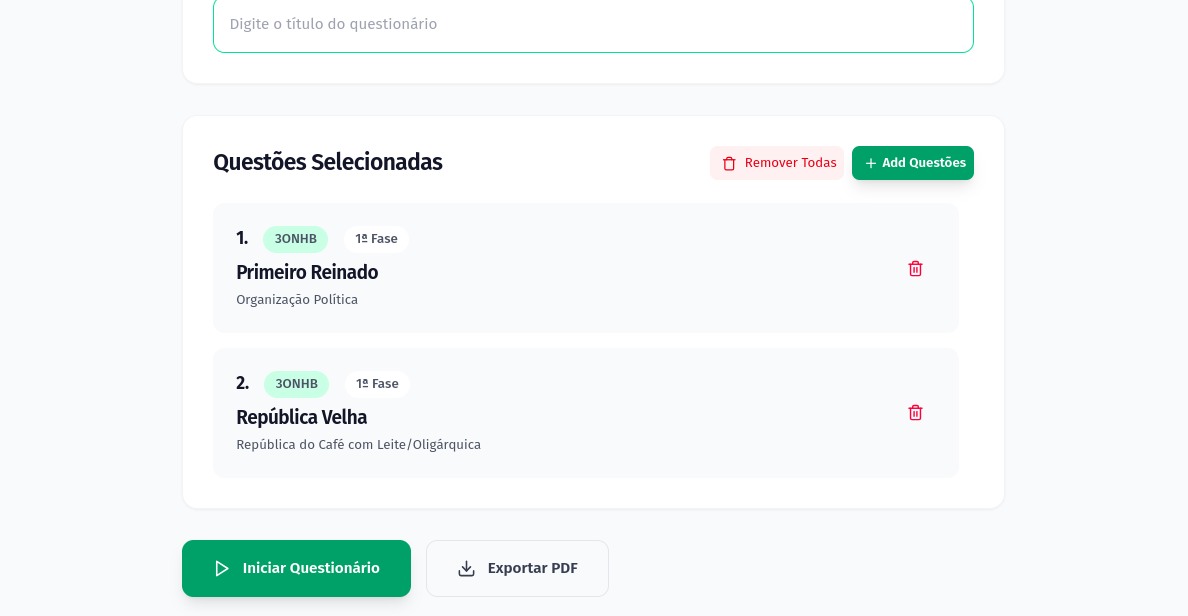 Digite o título do questionário
Questões Selecionadas
Remover Todas
Add Questões
1. 3ONHB 1ª Fase
Primeiro Reinado
Organização Política
2. 3ONHB 1ª Fase
República Velha
República do Café com Leite/Oligárquica
Iniciar Questionário
Exportar PDF